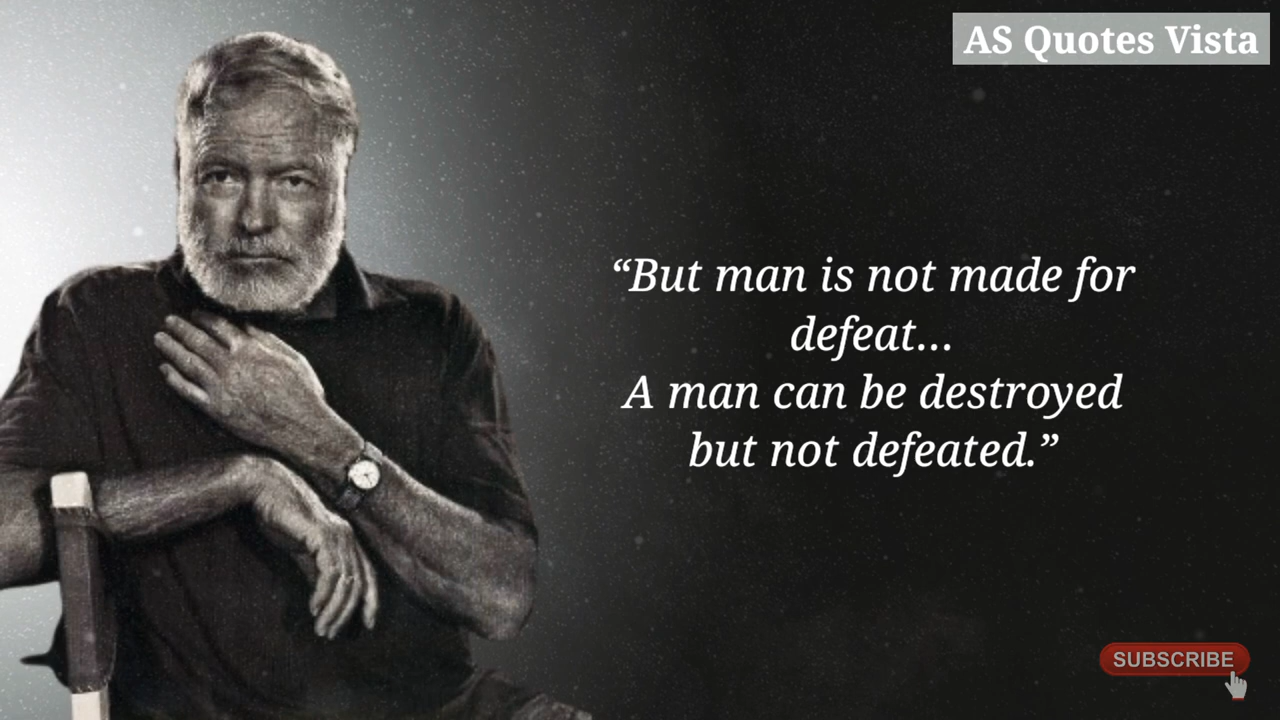 AS Quotes Vista
“But man is not made for
defeat...
A man can be destroyed
but not defeated.”
SUBSCRIBE